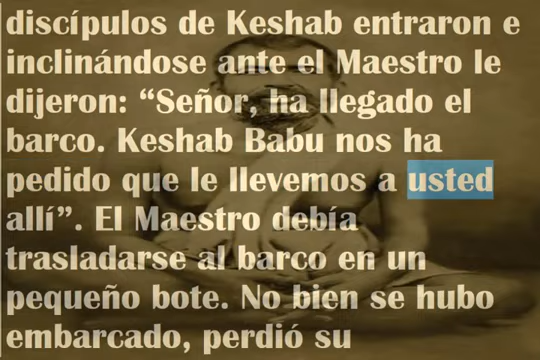 discípulos de Keshab entraron e
inclinándose ante el Maestro le
dijeron: “Señor, ha llegado el
barco. Keshab Babu nos ha
pedido que le llevemos a usted
allí”. El Maestro debía
trasladarse al barco en un
pequeño bote. No bien se hubo
embarcado, perdió su